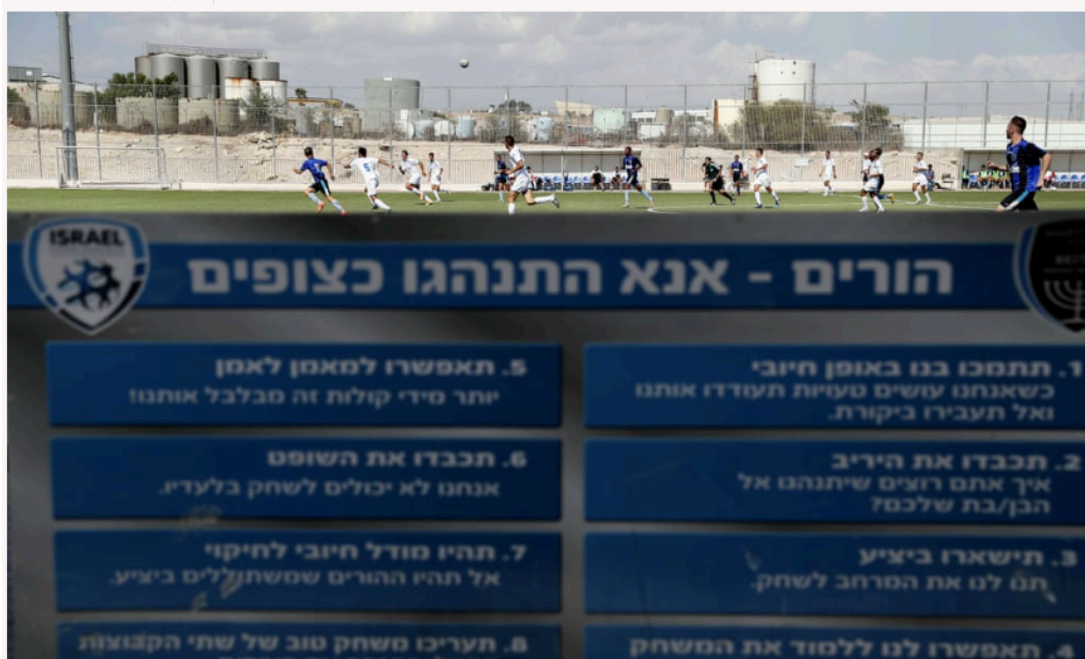 ISRAEL
הורים - אנא התנהגו כצופים
1. תתמכו בנו באופן חיובי
כשאנחנו עושים טעויות תעודדו אותנו
ואל תעבירו ביקורת.
2. תכבדו את היריב
איך אתם רוצים שיתנהגו אל
הבן/בת שלכם?
3. תישארו ביציע
תנו לנו את המרחב לשחק.
4. תאפשרו לנו ללמוד את המשחק
5. תאפשרו למאמן לאמן
יותר מידי קולות זה מבלבל אותנו!
6. תכבדו את השופט
אנחנו לא יכולים לשחק בלעדיו.
7. תהיו מודל חיובי לחיקוי
אל תהיו ההורים שמשתוללים ביציע.
8. תעריכו משחק טוב של שתי הקבוצות